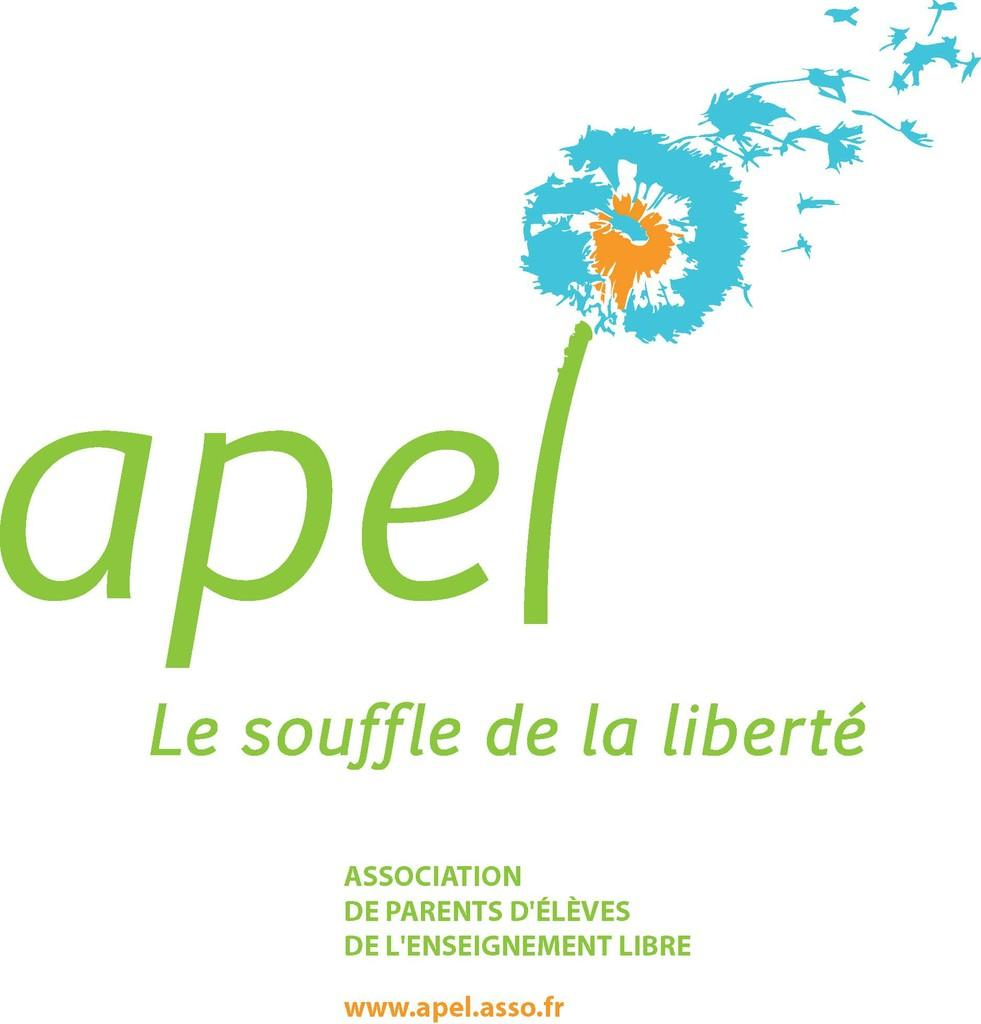 apel
Le souffle de la liberté
ASSOCIATION
DE PARENTS D'ÉLÈVES
DE L'ENSEIGNEMENT LIBRE
www.apel.asso.fr